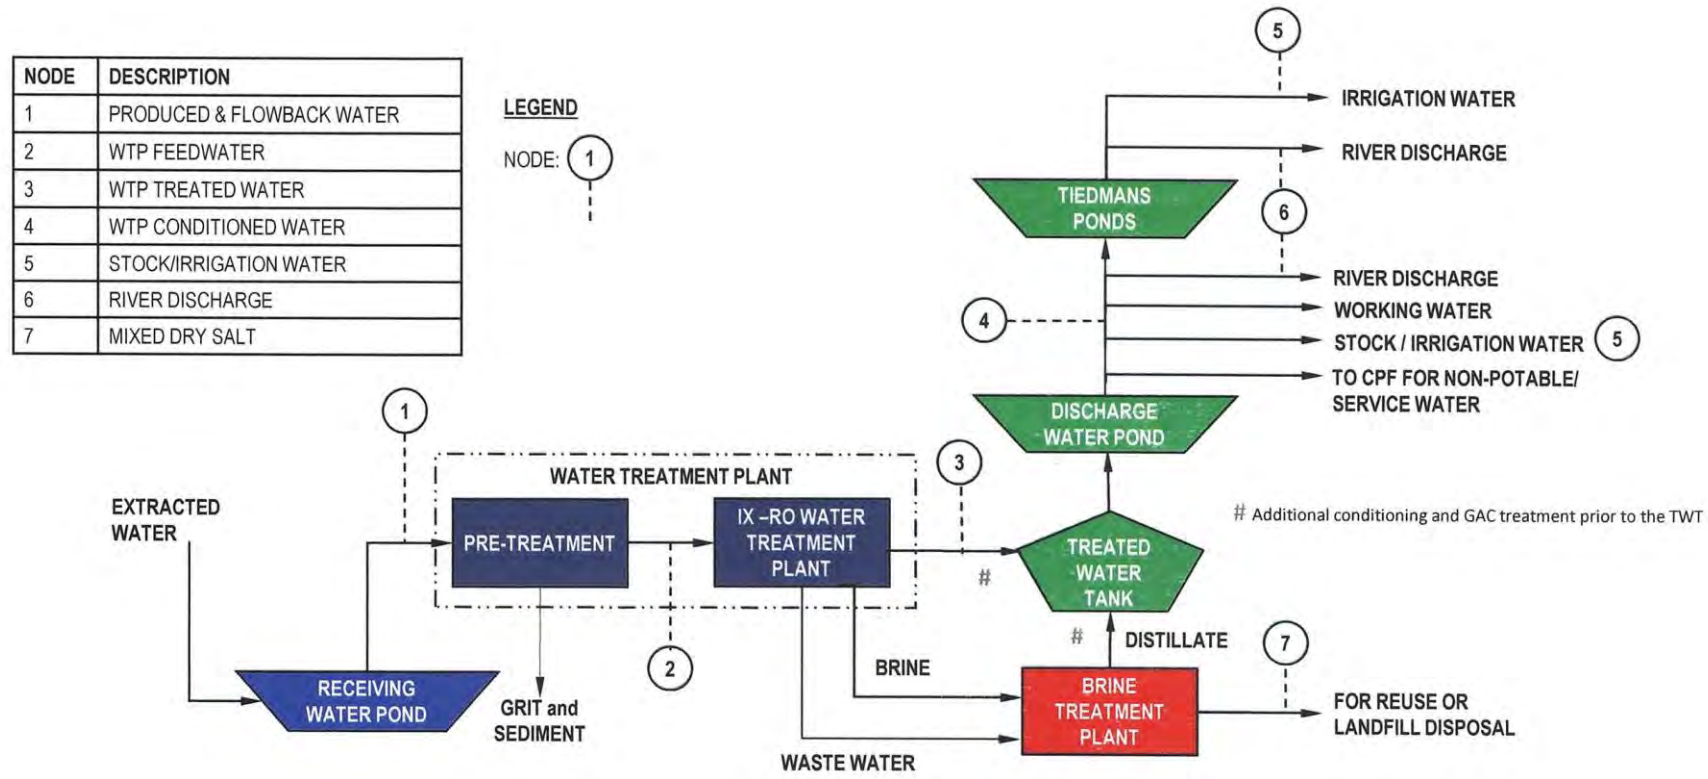 NODE DESCRIPTION
1 PRODUCED & FLOWBACK WATER
2 WTP FEEDWATER
3 WTP TREATED WATER
4 WTP CONDITIONED WATER
5 STOCK/IRRIGATION WATER
6 RIVER DISCHARGE
7 MIXED DRY SALT
LEGEND
NODE: 1
5
IRRIGATION WATER
RIVER DISCHARGE
TIEDMANS
PONDS
6
RIVER DISCHARGE
WORKING WATER
4
STOCK / IRRIGATION WATER 5
TO CPF FOR NON-POTABLE/
SERVICE WATER
DISCHARGE
WATER POND
1
3
WATER TREATMENT PLANT
EXTRACTED
WATER
PRE-TREATMENT
IX –RO WATER
TREATMENT
PLANT
# Additional conditioning and GAC treatment prior to the TWT
TREATED
WATER
TANK
#
# DISTILLATE
2
7
BRINE
RECEIVING
WATER POND
GRIT and
SEDIMENT
BRINE
TREATMENT
PLANT
FOR REUSE OR
LANDFILL DISPOSAL
WASTE WATER